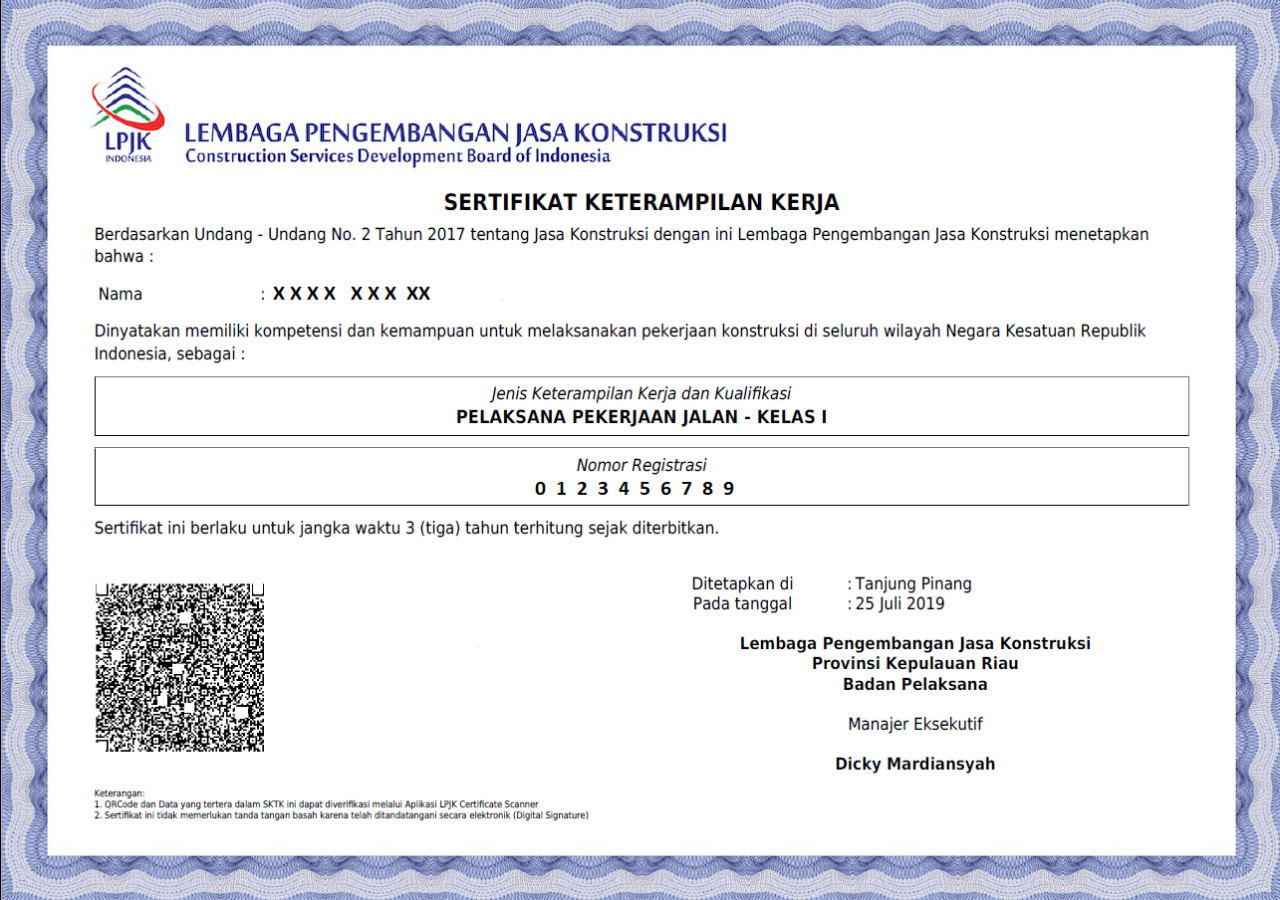 LPJK
INDONESIA
LEMBAGA PENGEMBANGAN JASA KONSTRUKSI
Construction Services Development Board of Indonesia
SERTIFIKAT KETERAMPILAN KERJA
Berdasarkan Undang - Undang No. 2 Tahun 2017 tentang Jasa Konstruksi dengan ini Lembaga Pengembangan Jasa Konstruksi menetapkan
bahwa :
Nama : X X X X X X X XX
Dinyatakan memiliki kompetensi dan kemampuan untuk melaksanakan pekerjaan konstruksi di seluruh wilayah Negara Kesatuan Republik
Indonesia, sebagai :
Jenis Keterampilan Kerja dan Kualifikasi
PELAKSANA PEKERJAAN JALAN - KELAS I
Nomor Registrasi
0 1 2 3 4 5 6 7 8 9
Sertifikat ini berlaku untuk jangka waktu 3 (tiga) tahun terhitung sejak diterbitkan.
Ditetapkan di : Tanjung Pinang
Pada tanggal : 25 Juli 2019
Lembaga Pengembangan Jasa Konstruksi
Provinsi Kepulauan Riau
Badan Pelaksana
Manajer Eksekutif
Dicky Mardiansyah
Keterangan:
1. QRCode dan Data yang tertera dalam SKTK ini dapat diverifikasi melalui Aplikasi LPJK Certificate Scanner
2. Sertifikat ini tidak memerlukan tanda tangan basah karena telah ditandatangani secara elektronik (Digital Signature)